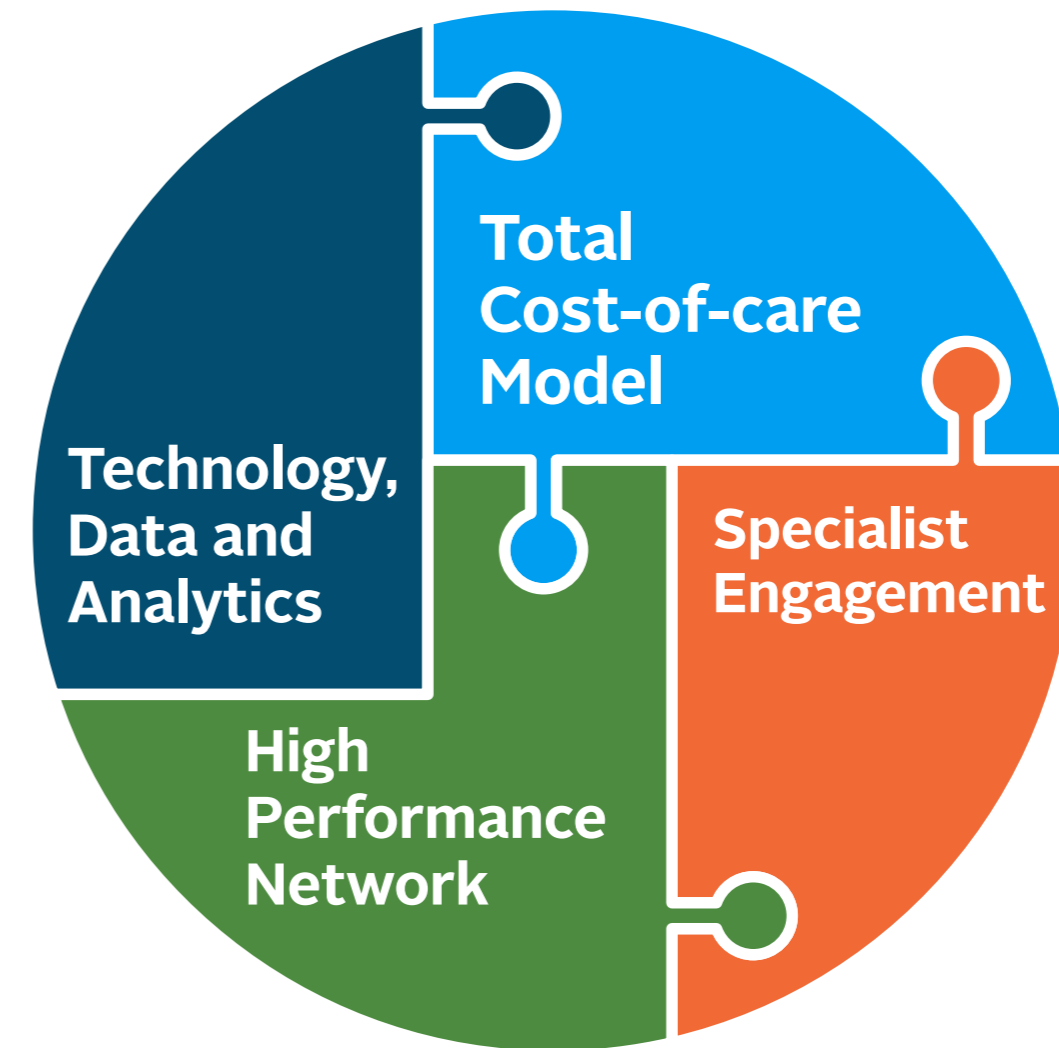 Total
Cost-of-care
Model
Technology,
Data and
Analytics
Specialist
Engagement
High
Performance
Network